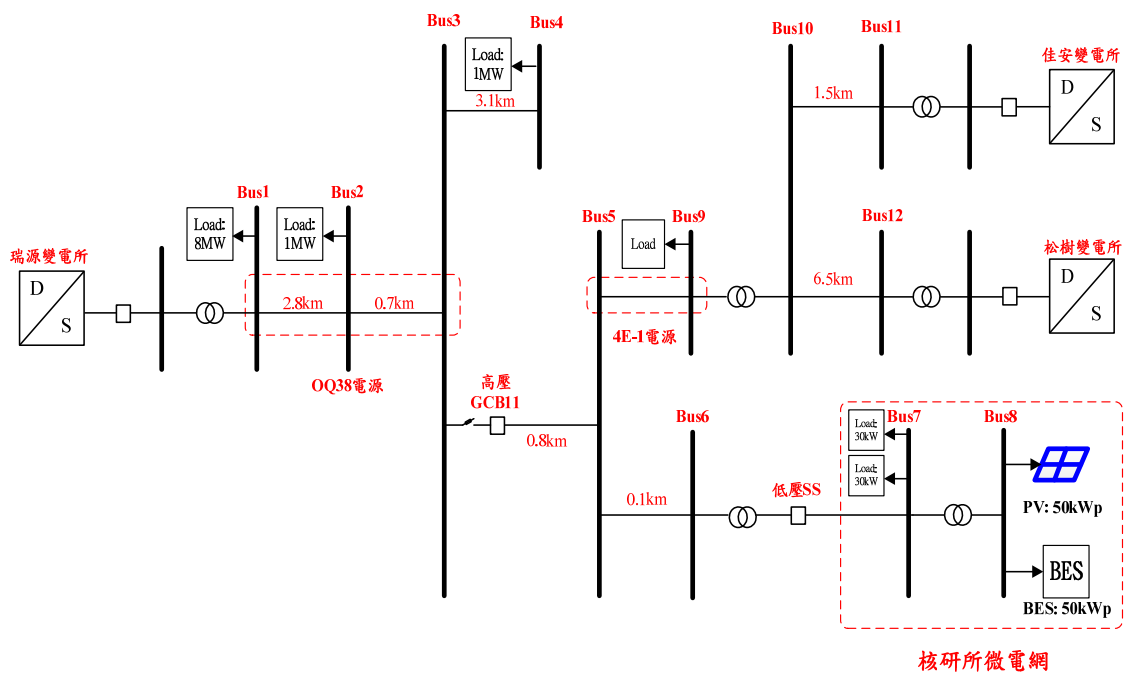 Bus3
Bus4
Load:
1MW
3.1km
Bus10
Bus11
1.5km
佳安變電所
D
S
Bus1
Bus2
Load:
8MW
Load:
1MW
瑞源變電所
D
S
2.8km
0.7km
OQ38電源
Bus5
Bus9
Load
4E-1電源
Bus12
6.5km
松樹變電所
D
S
高壓
GCB11
0.8km
Bus6
0.1km
低壓SS
Bus7
Bus8
Load:
30kW
Load:
30kW
PV: 50kWp
BES
BES: 50kWp
核研所微電網